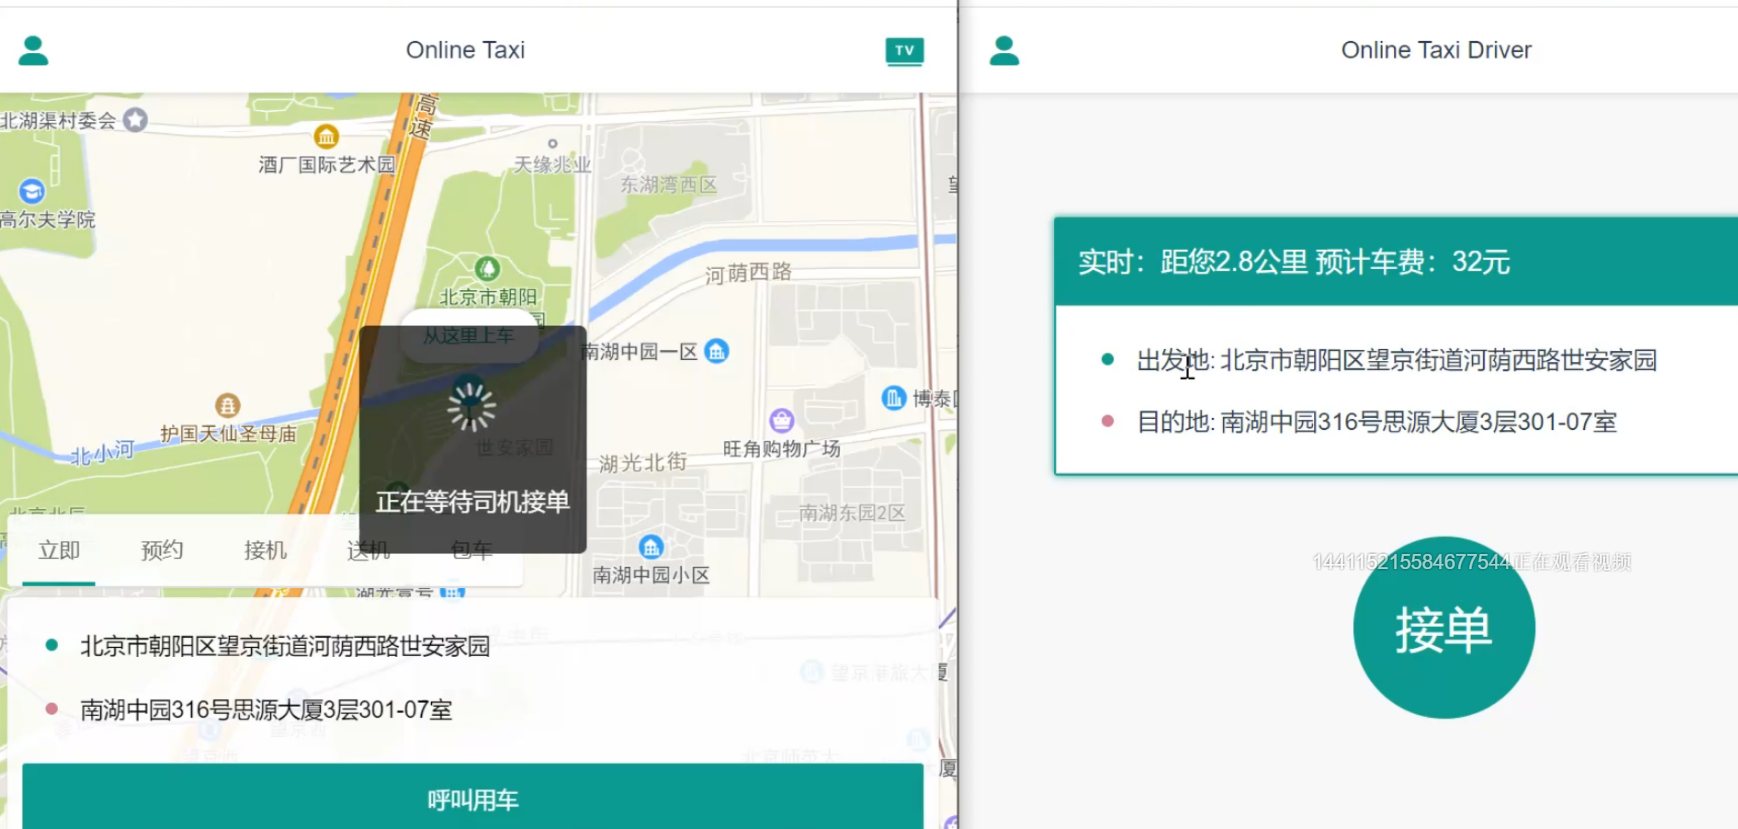 Online Taxi
TV
北湖渠村委会
高速
酒厂国际艺术园
天缘兆业
东湖湾西区
高尔夫学院
河荫西路
北京市朝阳
从这里上车
南湖中园一区
博泰
护国天仙圣母庙
北小河
世安家园
湖光北街
旺角购物广场
正在等待司机接单
南湖东园2区
立即
预约
接机
送机
包车
南湖中园小区
北京市朝阳区望京街道河荫西路世安家园
南湖中园316号思源大厦3层301-07室
呼叫用车
Online Taxi Driver
实时：距您2.8公里 预计车费：32元
出发地: 北京市朝阳区望京街道河荫西路世安家园
目的地: 南湖中园316号思源大厦3层301-07室
144115215584677544正在观看视频
接单